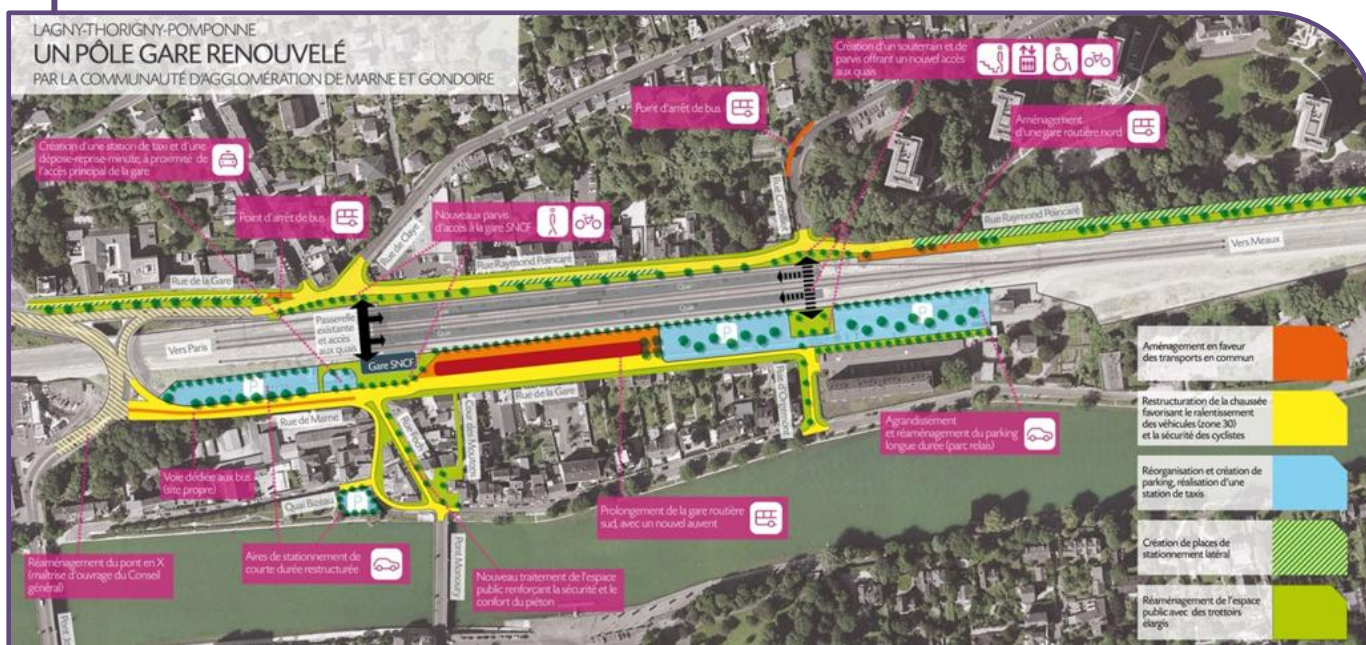 LAGNY-THORIGNY-POMPONNE
UN PÔLE GARE RENOUVELÉ
PAR LA COMMUNAUTÉ D'AGGLOMÉRATION DE MARNE ET GONDOIRE
Création d'un souterrain et de
parvis offrant un nouvel accès
aux quais
Point d'arrêt de bus
Aménagement
d'une gare routière nord
Création d'une station de taxi et d'une
dépose-reprise-minute, à proximité de
l'accès principal de la gare
Point d'arrêt de bus
Nouveaux parvis
d'accès à la gare SNCF
Rue de Claye
Rue Raymond Poincaré
Rue Raymond Poincaré
Vers Meaux
Rue de la Gare
Quai
Quai
Passerelle
existante
et accès
aux quais
Vers Paris
Gare SNCF
P
P
P
Rue de la Gare
Rue de Marne
Rue Foch
Cour des Moutons
Agrandissement
et réaménagement du parking
longue durée (parc relais)
Voie dédiée aux bus
(site propre)
Quai Bizeau
P
Prolongement de la gare routière
sud, avec un nouvel auvent
Réaménagement du pont en X
(maîtrise d'ouvrage du Conseil
général)
Aires de stationnement de
courte durée restructurée
Nouveau traitement de l'espace
public renforçant la sécurité et le
confort du piéton
Pont Maunoury
Aménagement en faveur
des transports en commun
Restructuration de la chaussée
favorisant le ralentissement
des véhicules (zone 30)
et la sécurité des cyclistes
Réorganisation et création de
parking, réalisation d'une
station de taxis
Création de places de
stationnement latéral
Réaménagement de l'espace
public avec des trottoirs
élargis